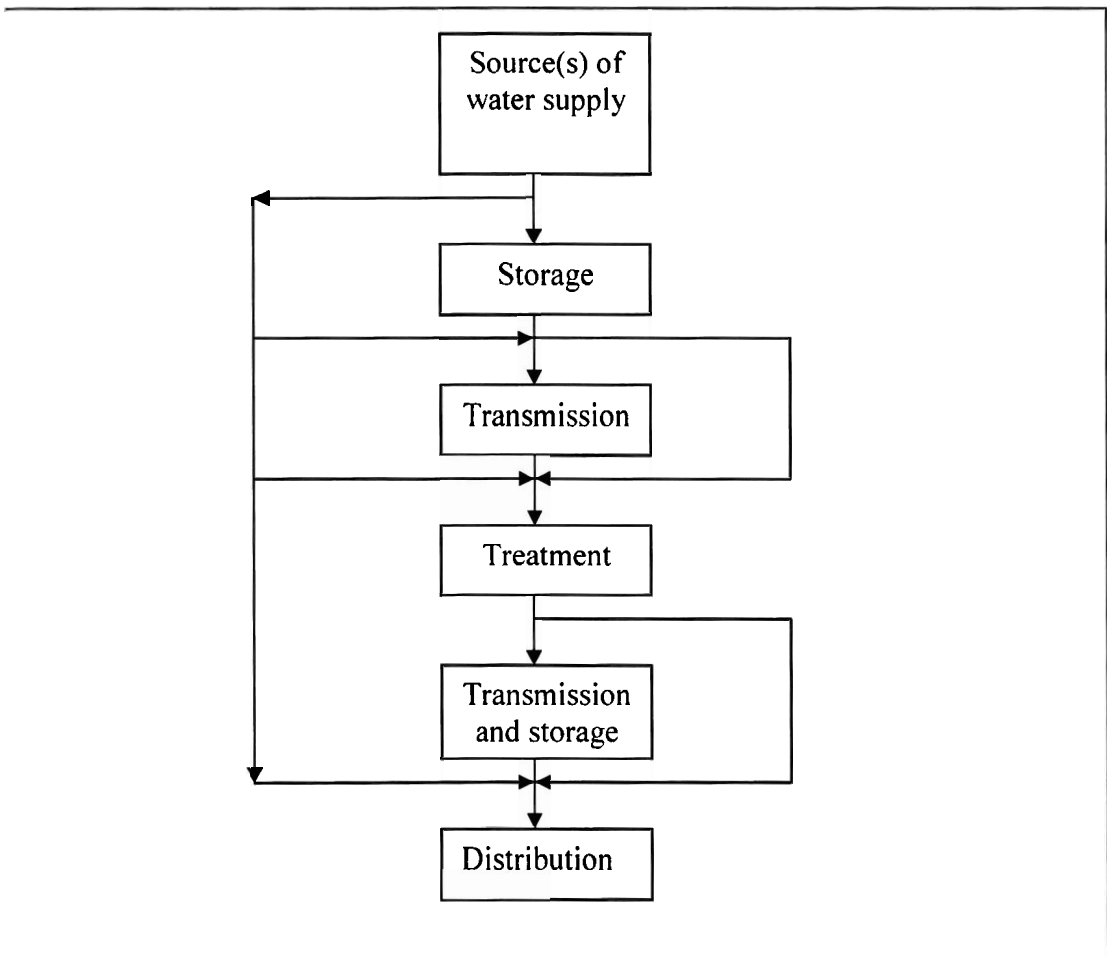 Source(s) of
water supply
Storage
Transmission
Treatment
Transmission
and storage
Distribution